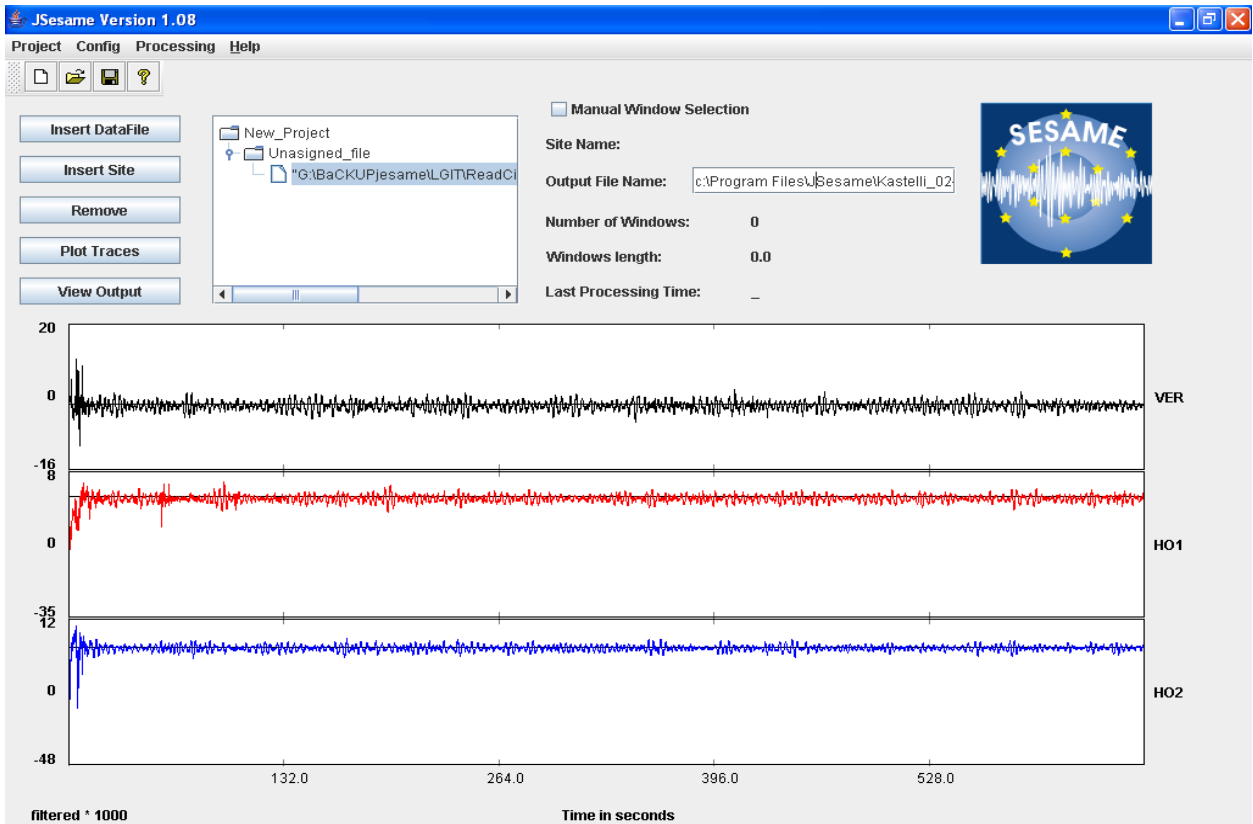 JSesame Version 1.08
Project Config Processing Help
Insert DataFile
Insert Site
Remove
Plot Traces
View Output
New_Project
Unasigned_file
"G:\BaCKUPjesame\LGIT\ReadCi
Manual Window Selection
Site Name:
Output File Name: c:\Program Files\JSesame\Kastelli_02
Number of Windows: 0
Windows length: 0.0
Last Processing Time: _
SESAME
20
0
-16
VER
8
0
-35
HO1
12
0
-48
HO2
132.0 264.0 396.0 528.0
filtered * 1000 Time in seconds